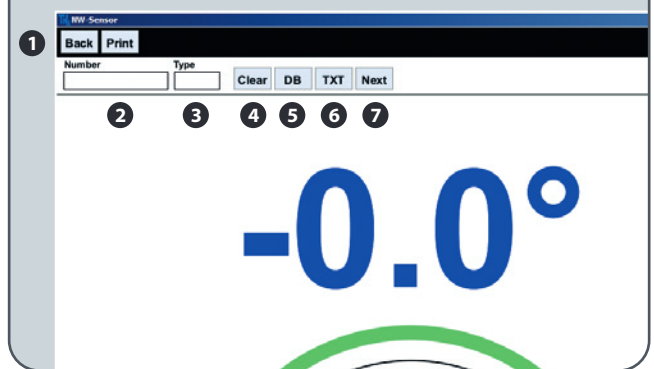 NW-Sensor
1 Back Print
Number Type
Clear DB TXT Next
2 3 4 5 6 7
-0.0°